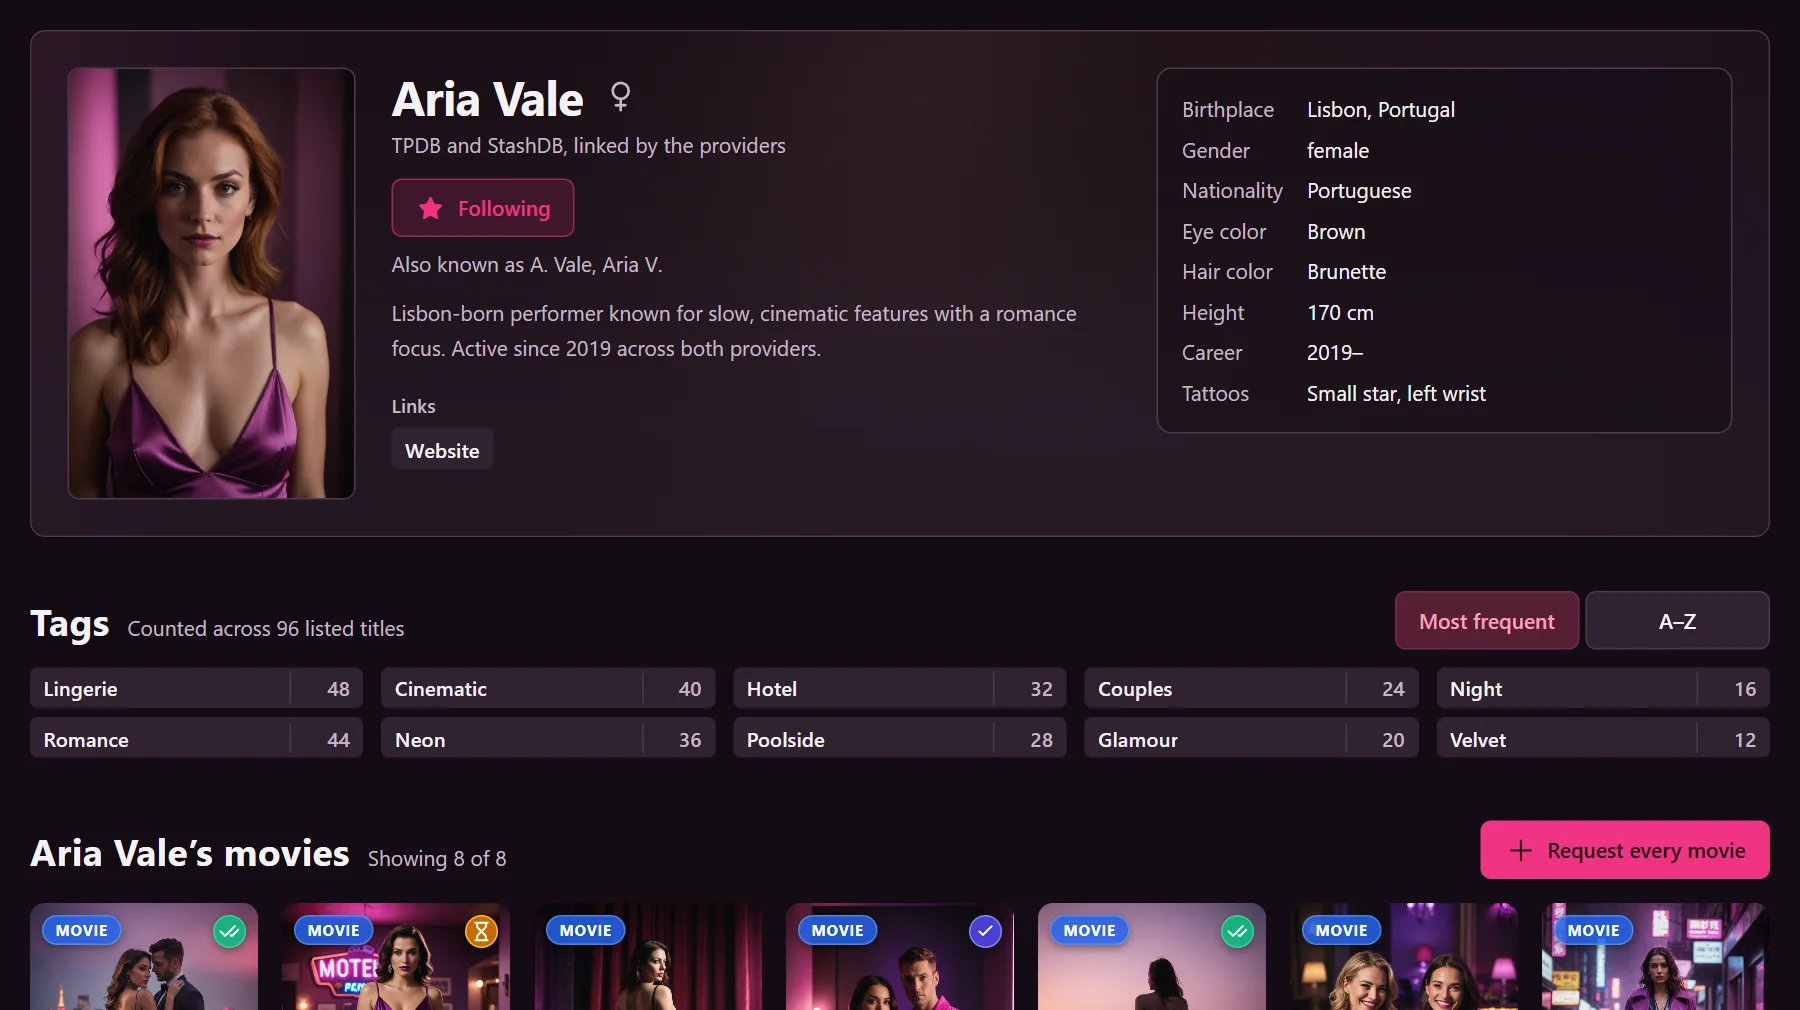 Aria Vale
TPDB and StashDB, linked by the providers
Following
Also known as A. Vale, Aria V.
Lisbon-born performer known for slow, cinematic features with a romance
focus. Active since 2019 across both providers.
Links
Website
Birthplace Lisbon, Portugal
Gender female
Nationality Portuguese
Eye color Brown
Hair color Brunette
Height 170 cm
Career 2019–
Tattoos Small star, left wrist
Tags Counted across 96 listed titles
Most frequent A–Z
Lingerie 48 Cinematic 40 Hotel 32 Couples 24 Night 16
Romance 44 Neon 36 Poolside 28 Glamour 20 Velvet 12
Aria Vale’s movies Showing 8 of 8
Request every movie
MOVIE MOVIE MOVIE MOVIE MOVIE MOVIE MOVIE
MOTEL